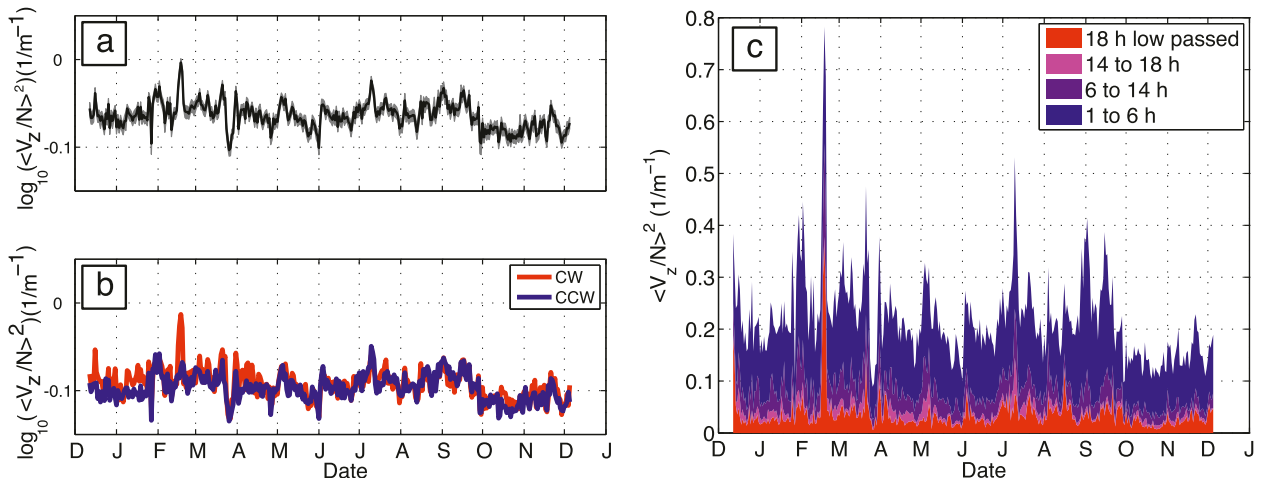 a
log10(<Vz/N>²)(1/m⁻¹)
0
-0.1
b
CW
CCW
log10(<Vz/N>²)(1/m⁻¹)
0
-0.1
D J F M A M J J A S O N D J
Date
c
18 h low passed
14 to 18 h
6 to 14 h
1 to 6 h
<Vz/N>² (1/m⁻¹)
0.8
0.7
0.6
0.5
0.4
0.3
0.2
0.1
0
D J F M A M J J A S O N D J
Date